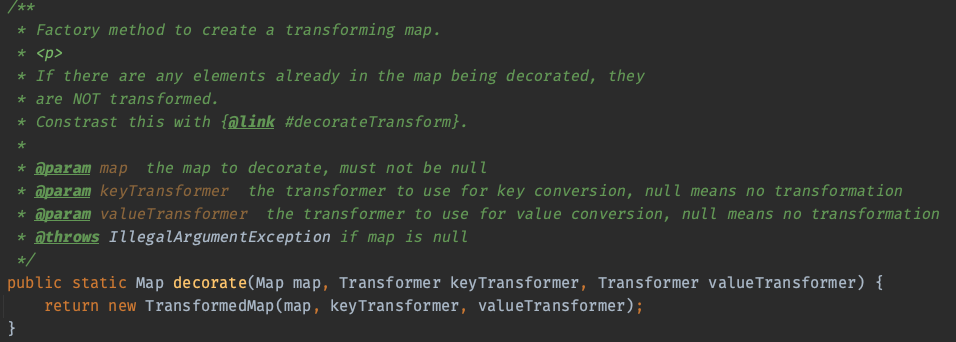 /**
 * Factory method to create a transforming map.
 * <p>
 * If there are any elements already in the map being decorated, they
 * are NOT transformed.
 * Constrast this with {@link #decorateTransform}.
 *
 * @param map  the map to decorate, must not be null
 * @param keyTransformer  the transformer to use for key conversion, null means no transformation
 * @param valueTransformer  the transformer to use for value conversion, null means no transformation
 * @throws IllegalArgumentException if map is null
 */
public static Map decorate(Map map, Transformer keyTransformer, Transformer valueTransformer) {
    return new TransformedMap(map, keyTransformer, valueTransformer);
}